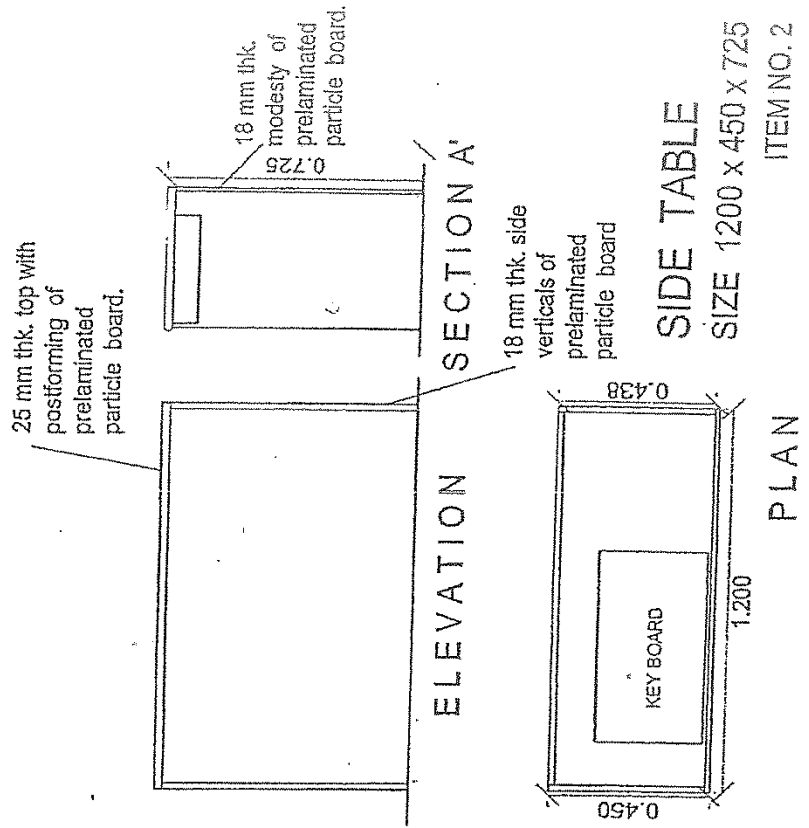 25 mm thk. top with
postforming of
prelaminated
particle board.
18 mm thk.
modesty of
prelaminated
particle board.
0.725
ELEVATION
SECTION A'
18 mm thk. side
verticals of
prelaminated
particle board
0.450
KEY BOARD
0.438
1.200
PLAN
SIDE TABLE
SIZE 1200 x 450 x 725
ITEM NO. 2